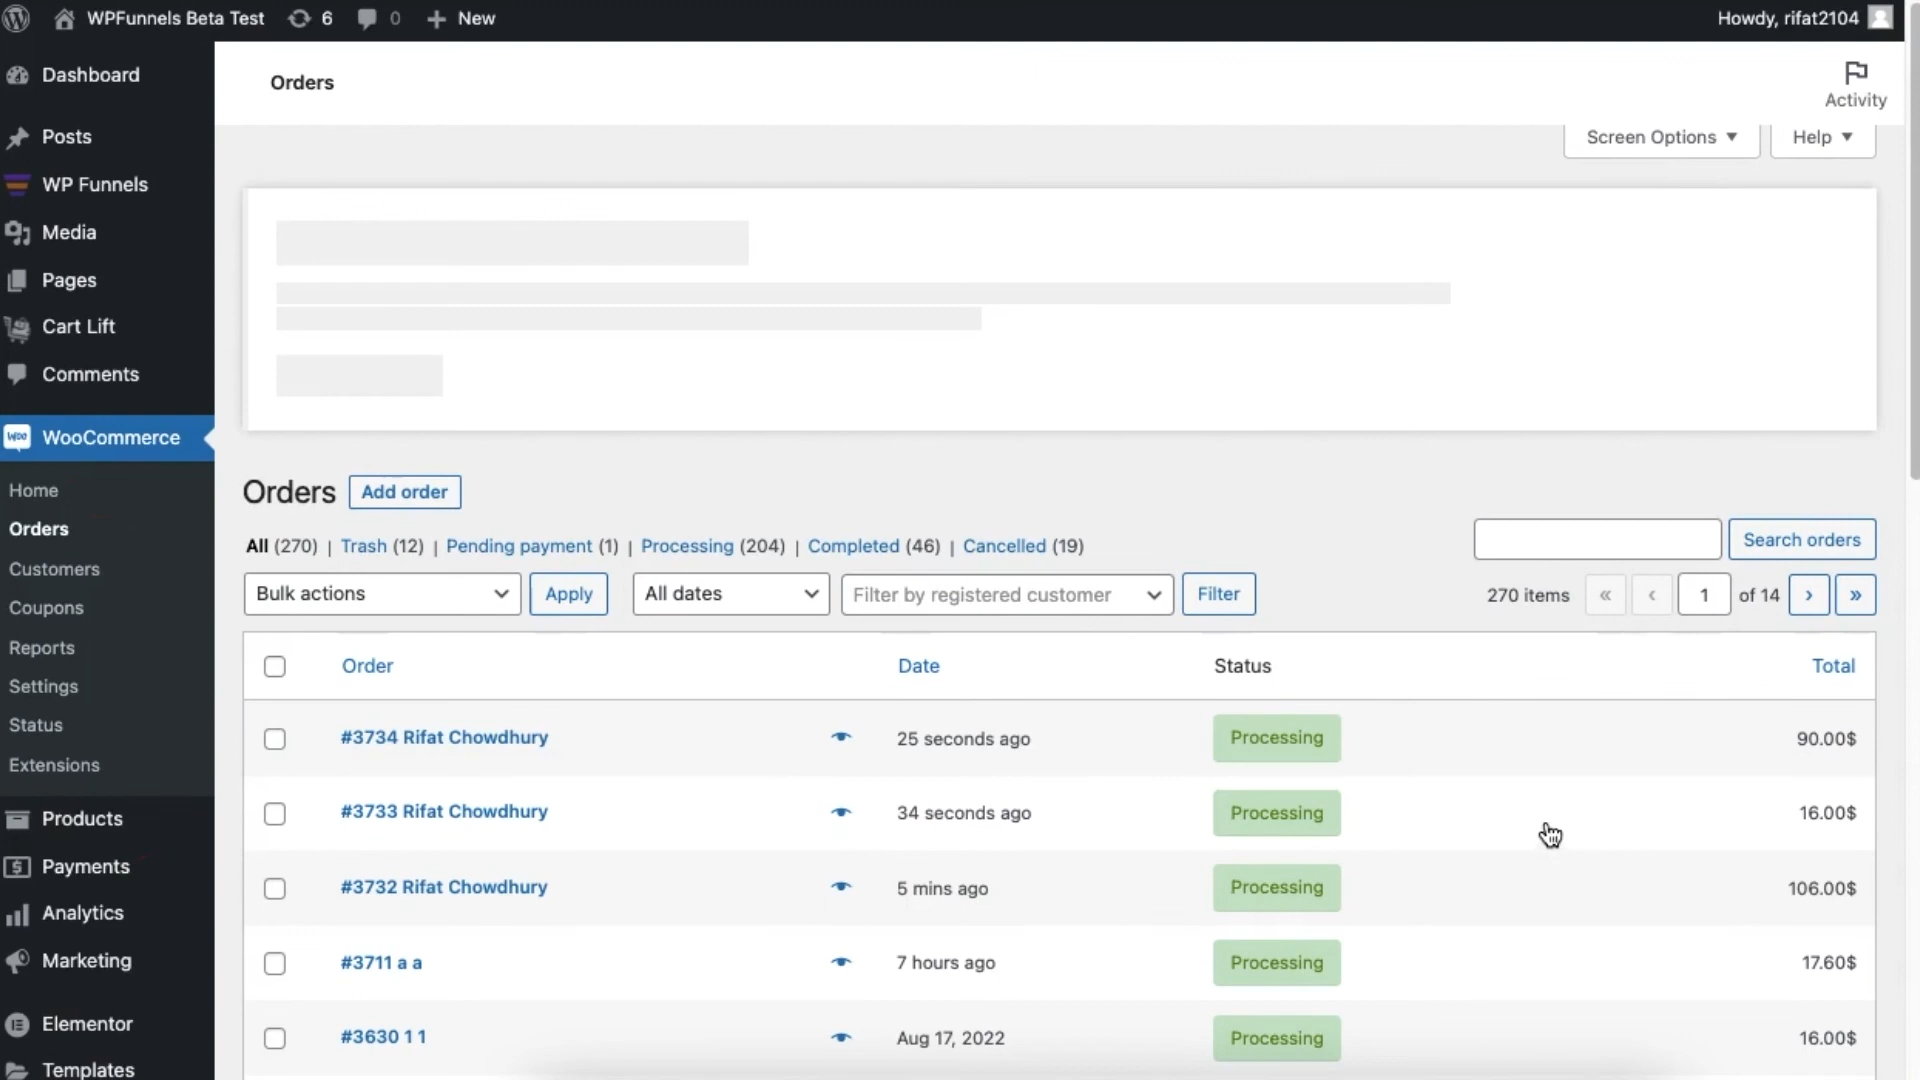 WPFunnels Beta Test 6 0 New Howdy, rifat2104
Dashboard
Posts
WP Funnels
Media
Pages
Cart Lift
Comments
Woo WooCommerce
Home
Orders
Customers
Coupons
Reports
Settings
Status
Extensions
Products
Payments
Analytics
Marketing
Elementor
Templates
Orders
Activity
Screen Options Help
Orders Add order
All (270) | Trash (12) | Pending payment (1) | Processing (204) | Completed (46) | Cancelled (19)
Search orders
Bulk actions Apply All dates Filter by registered customer Filter 270 items « ‹ 1 of 14 › »
Order Date Status Total
#3734 Rifat Chowdhury 25 seconds ago Processing 90.00$
#3733 Rifat Chowdhury 34 seconds ago Processing 16.00$
#3732 Rifat Chowdhury 5 mins ago Processing 106.00$
#3711 a a 7 hours ago Processing 17.60$
#3630 1 1 Aug 17, 2022 Processing 16.00$